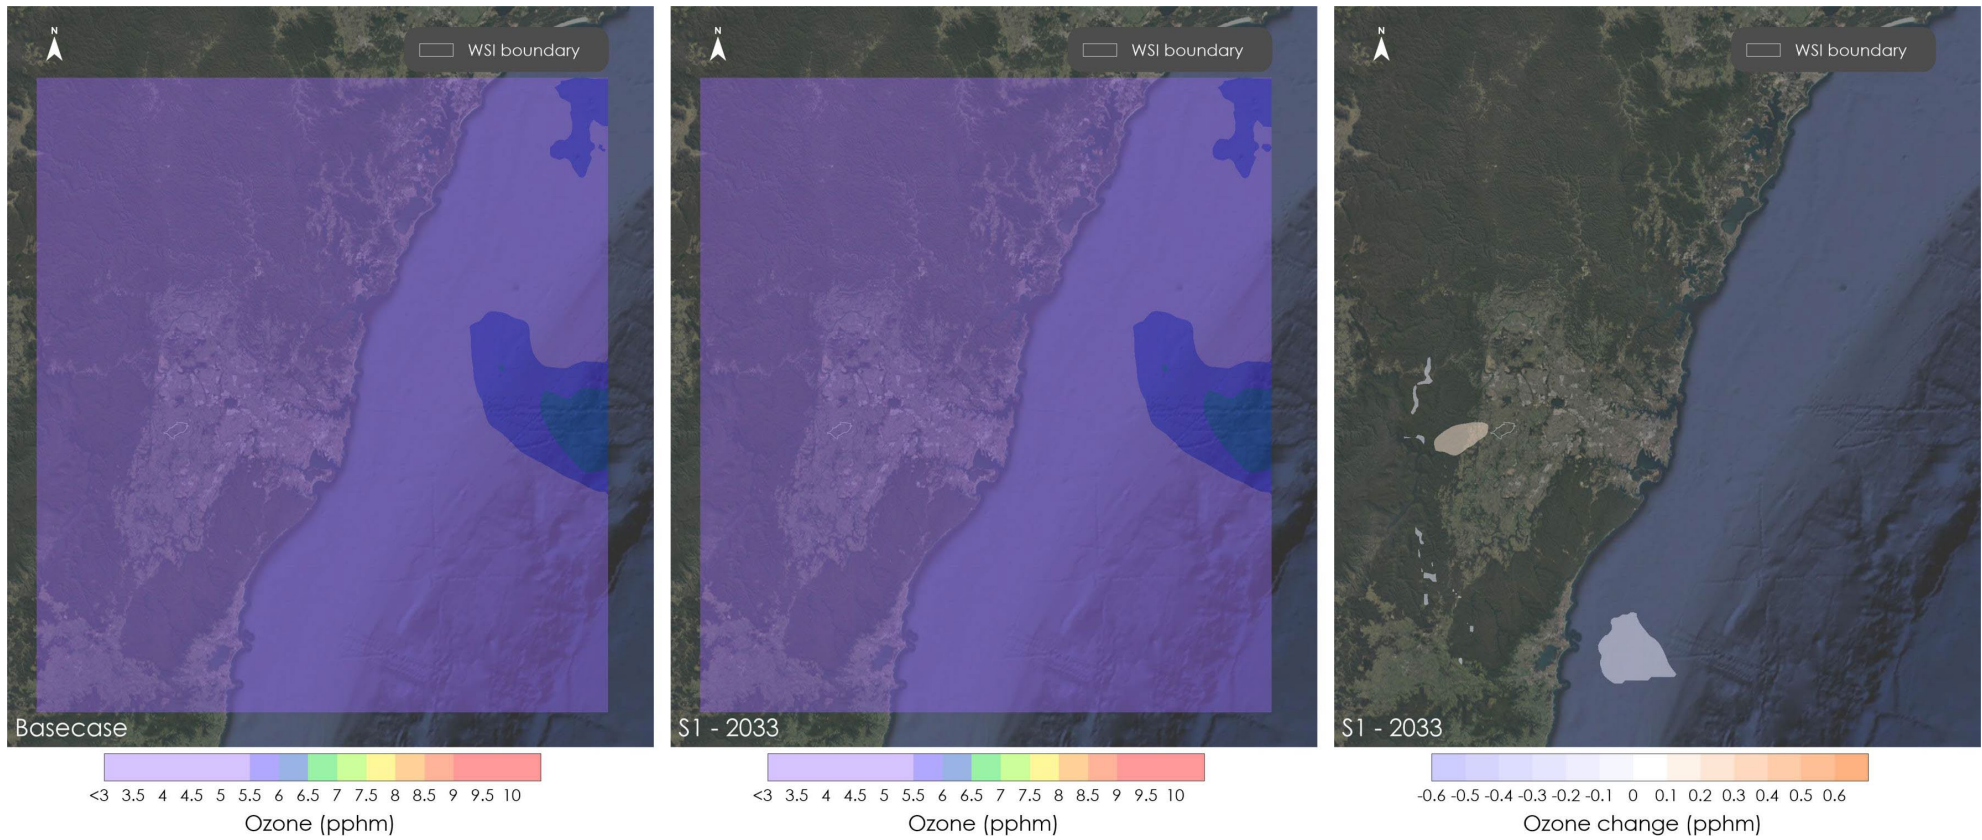 N
WSI boundary
N
WSI boundary
N
WSI boundary
Basecase
S1 - 2033
S1 - 2033
<3 3.5 4 4.5 5 5.5 6 6.5 7 7.5 8 8.5 9 9.5 10
Ozone (pphm)
<3 3.5 4 4.5 5 5.5 6 6.5 7 7.5 8 8.5 9 9.5 10
Ozone (pphm)
-0.6 -0.5 -0.4 -0.3 -0.2 -0.1 0 0.1 0.2 0.3 0.4 0.5 0.6
Ozone change (pphm)